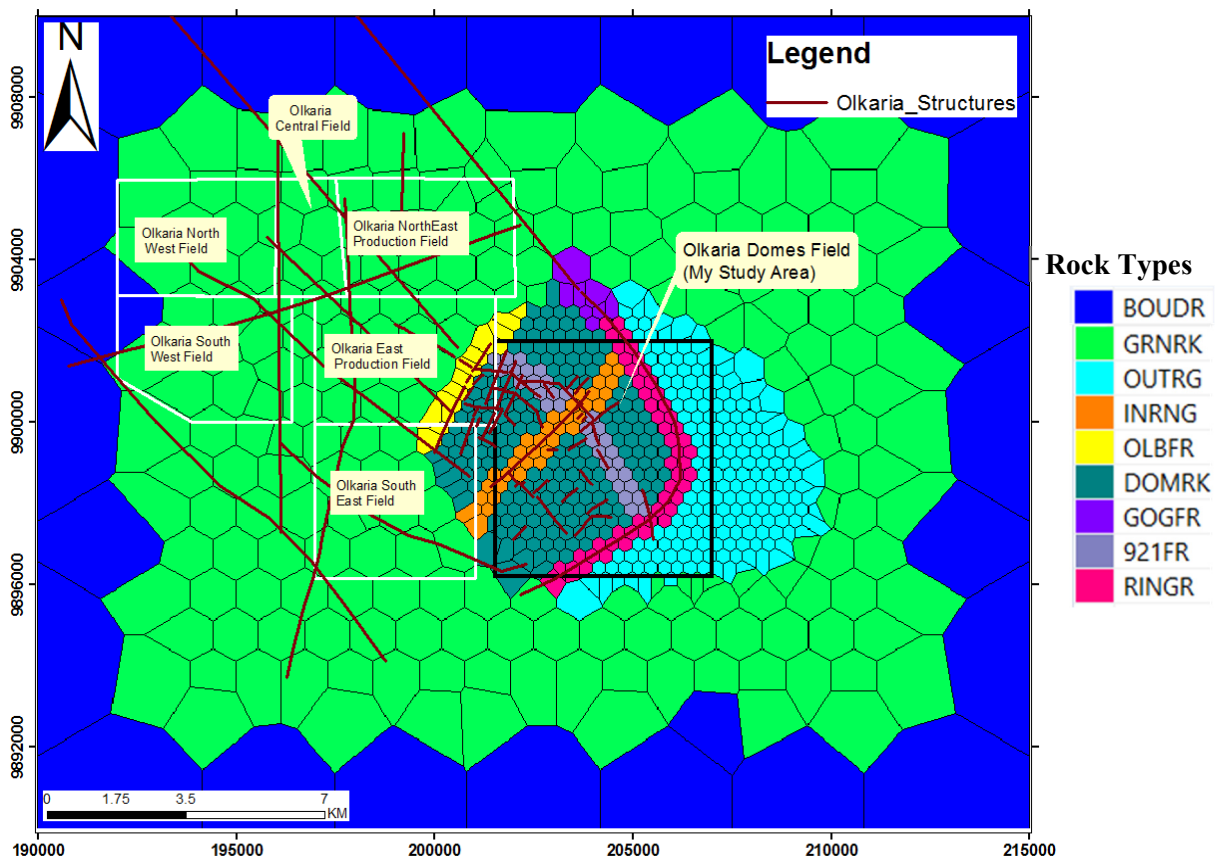 N
Legend
Olkaria_Structures
Olkaria
Central Field
Olkaria North
West Field
Olkaria NorthEast
Production Field
Olkaria Domes Field
(My Study Area)
Olkaria South
West Field
Olkaria East
Production Field
Olkaria South
East Field
Rock Types
BOUDR
GRNRK
OUTRG
INRNG
OLBFR
DOMRK
GOGFR
921FR
RINGR
9908000
9904000
9900000
9896000
9892000
0 1.75 3.5 7
KM
190000 195000 200000 205000 210000 215000